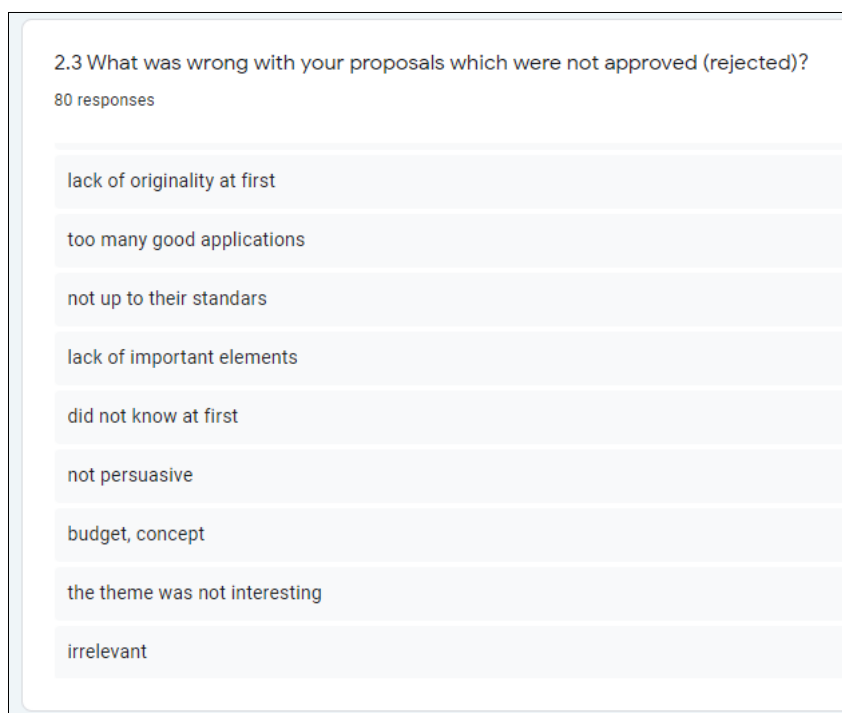 2.3 What was wrong with your proposals which were not approved (rejected)?
80 responses
lack of originality at first
too many good applications
not up to their standars
lack of important elements
did not know at first
not persuasive
budget, concept
the theme was not interesting
irrelevant